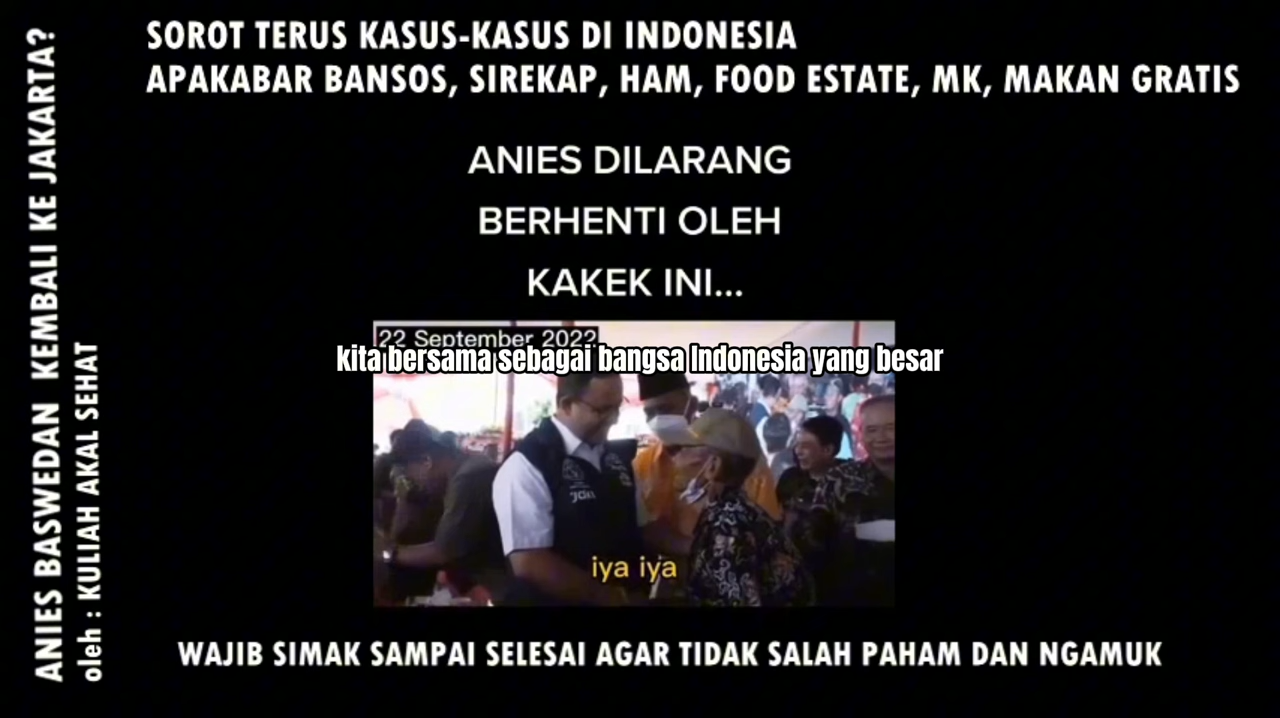 SOROT TERUS KASUS-KASUS DI INDONESIA
APAKABAR BANSOS, SIREKAP, HAM, FOOD ESTATE, MK, MAKAN GRATIS
ANIES BASWEDAN KEMBALI KE JAKARTA?
oleh : KULIAH AKAL SEHAT
ANIES DILARANG
BERHENTI OLEH
KAKEK INI...
22 September 2022
kita bersama sebagai bangsa Indonesia yang besar
iya iya
WAJIB SIMAK SAMPAI SELESAI AGAR TIDAK SALAH PAHAM DAN NGAMUK